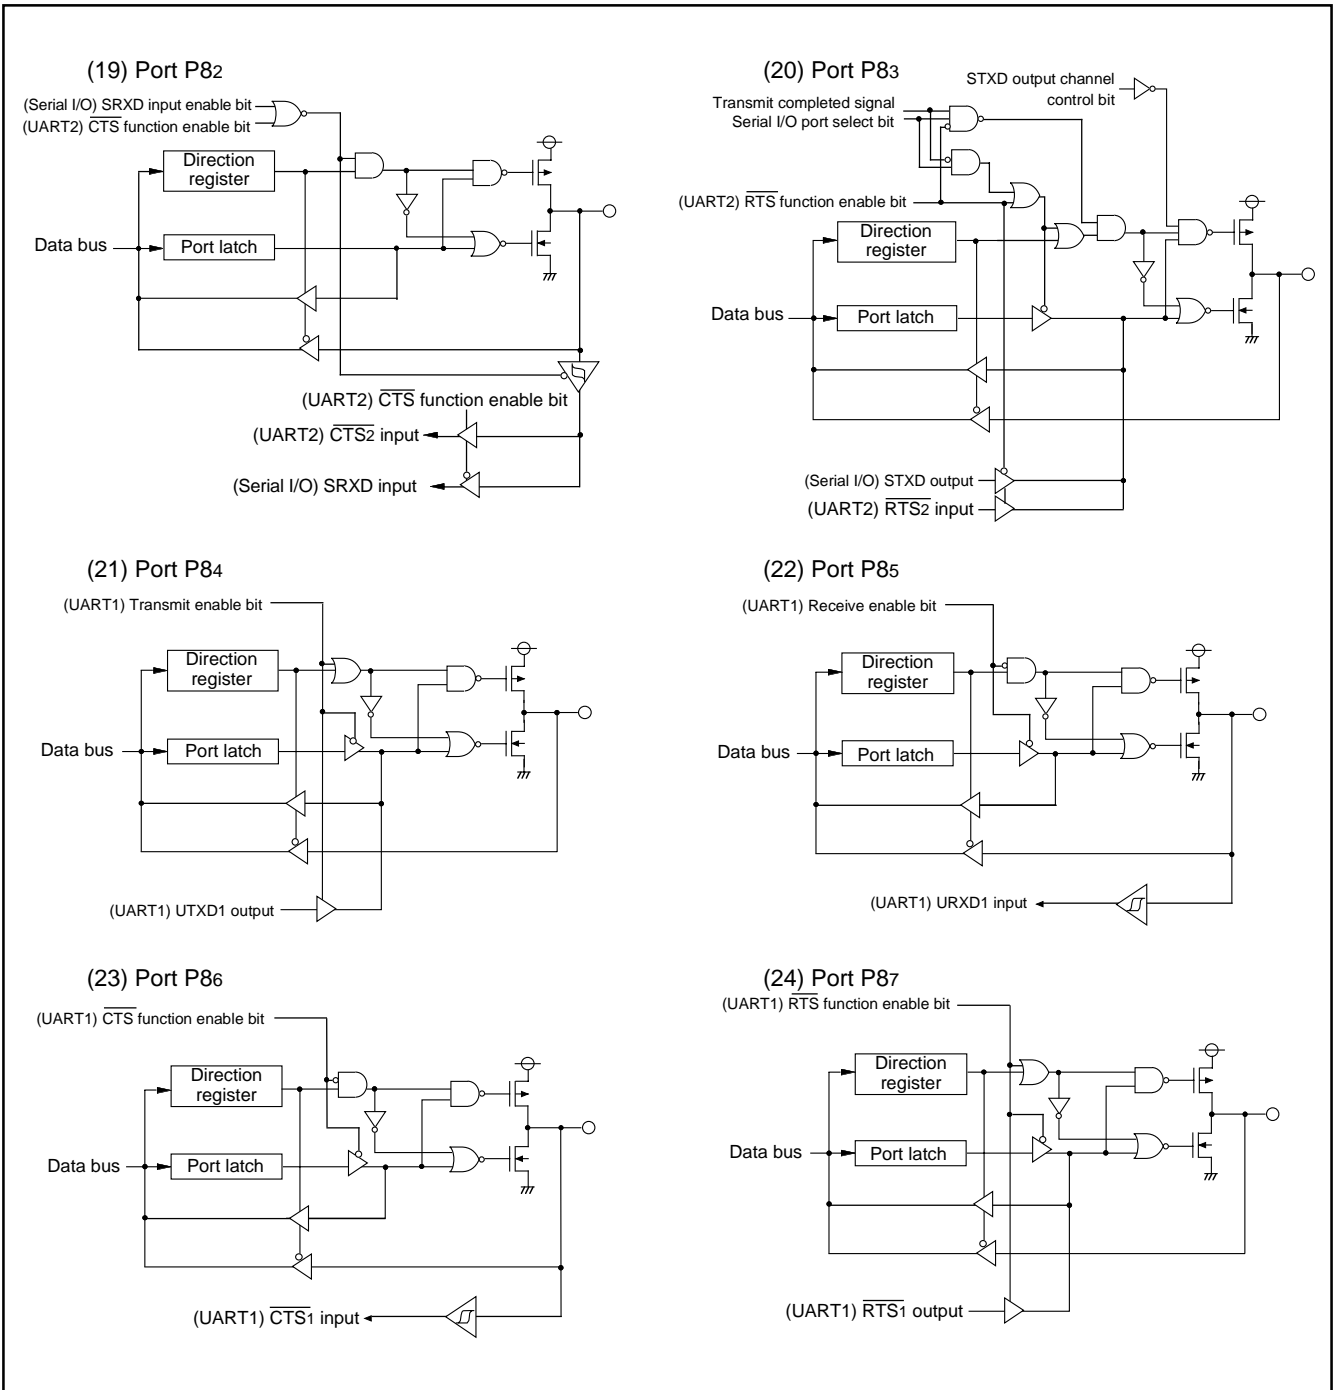 (19) Port P82
(Serial I/O) SRXD input enable bit
(UART2) CTS function enable bit
Direction
register
Data bus
Port latch
(UART2) CTS function enable bit
(UART2) CTS2 input
(Serial I/O) SRXD input
(20) Port P83
STXD output channel
control bit
Transmit completed signal
Serial I/O port select bit
(UART2) RTS function enable bit
Direction
register
Data bus
Port latch
(Serial I/O) STXD output
(UART2) RTS2 input
(21) Port P84
(UART1) Transmit enable bit
Direction
register
Data bus
Port latch
(UART1) UTXD1 output
(22) Port P85
(UART1) Receive enable bit
Direction
register
Data bus
Port latch
(UART1) URXD1 input
(23) Port P86
(UART1) CTS function enable bit
Direction
register
Data bus
Port latch
(UART1) CTS1 input
(24) Port P87
(UART1) RTS function enable bit
Direction
register
Data bus
Port latch
(UART1) RTS1 output